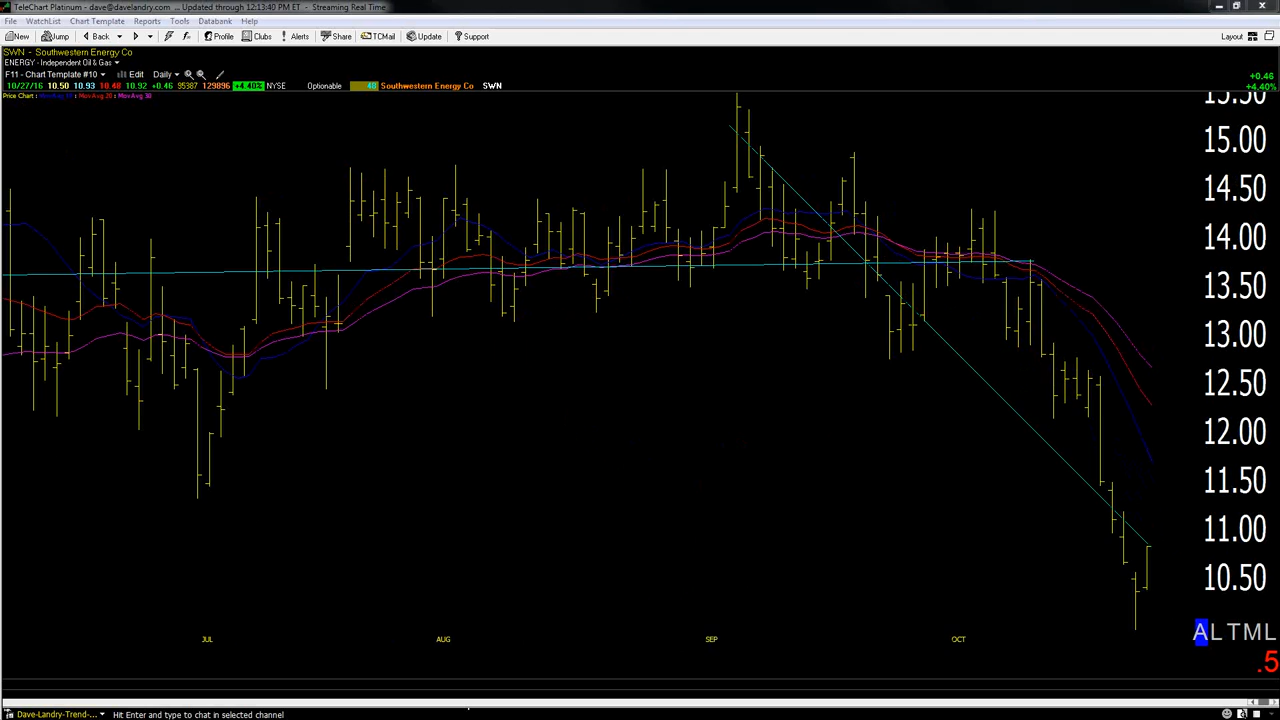 TeleChart Platinum - dave@davelandry.com ... Updated through 12:13:40 PM ET - Streaming Real Time
File WatchList Chart Template Reports Tools Databank Help
New Jump Back Profile Clubs Alerts Share TCMail Update Support Layout
SWN - Southwestern Energy Co
ENERGY - Independent Oil & Gas
F11 - Chart Template #10 Edit Daily +0.46
10/27/16 10.50 10.93 10.48 10.92 +0.46 95387 129896 +4.40% NYSE Optionable 48 Southwestern Energy Co SWN +4.40%
Price Chart : MovAvg 20 : MovAvg 30
15.50
15.00
14.50
14.00
13.50
13.00
12.50
12.00
11.50
11.00
10.50
ALTML
JUL AUG SEP OCT
.5
Dave-Landry-Trend-... Hit Enter and type to chat in selected channel